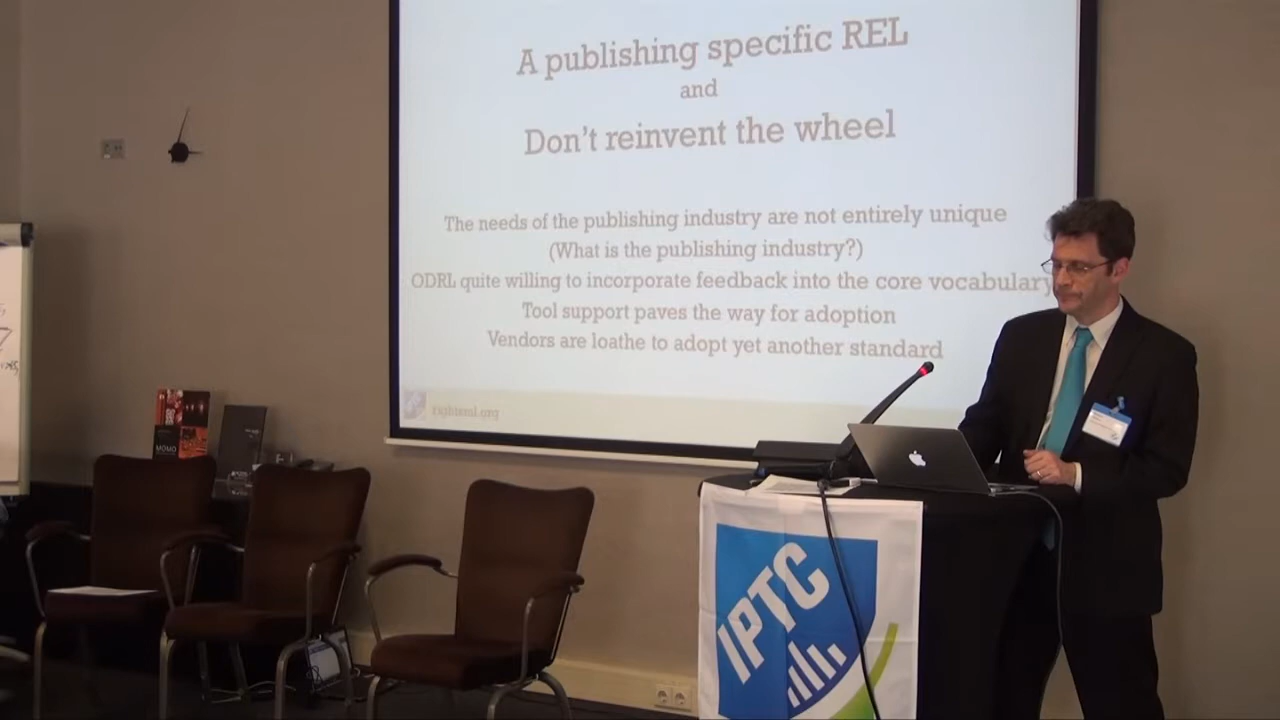 A publishing specific REL
and
Don't reinvent the wheel
The needs of the publishing industry are not entirely unique
(What is the publishing industry?)
ODRL quite willing to incorporate feedback into the core vocabulary
Tool support paves the way for adoption
Vendors are loathe to adopt yet another standard
rightsml.org
MOMO
IPTC